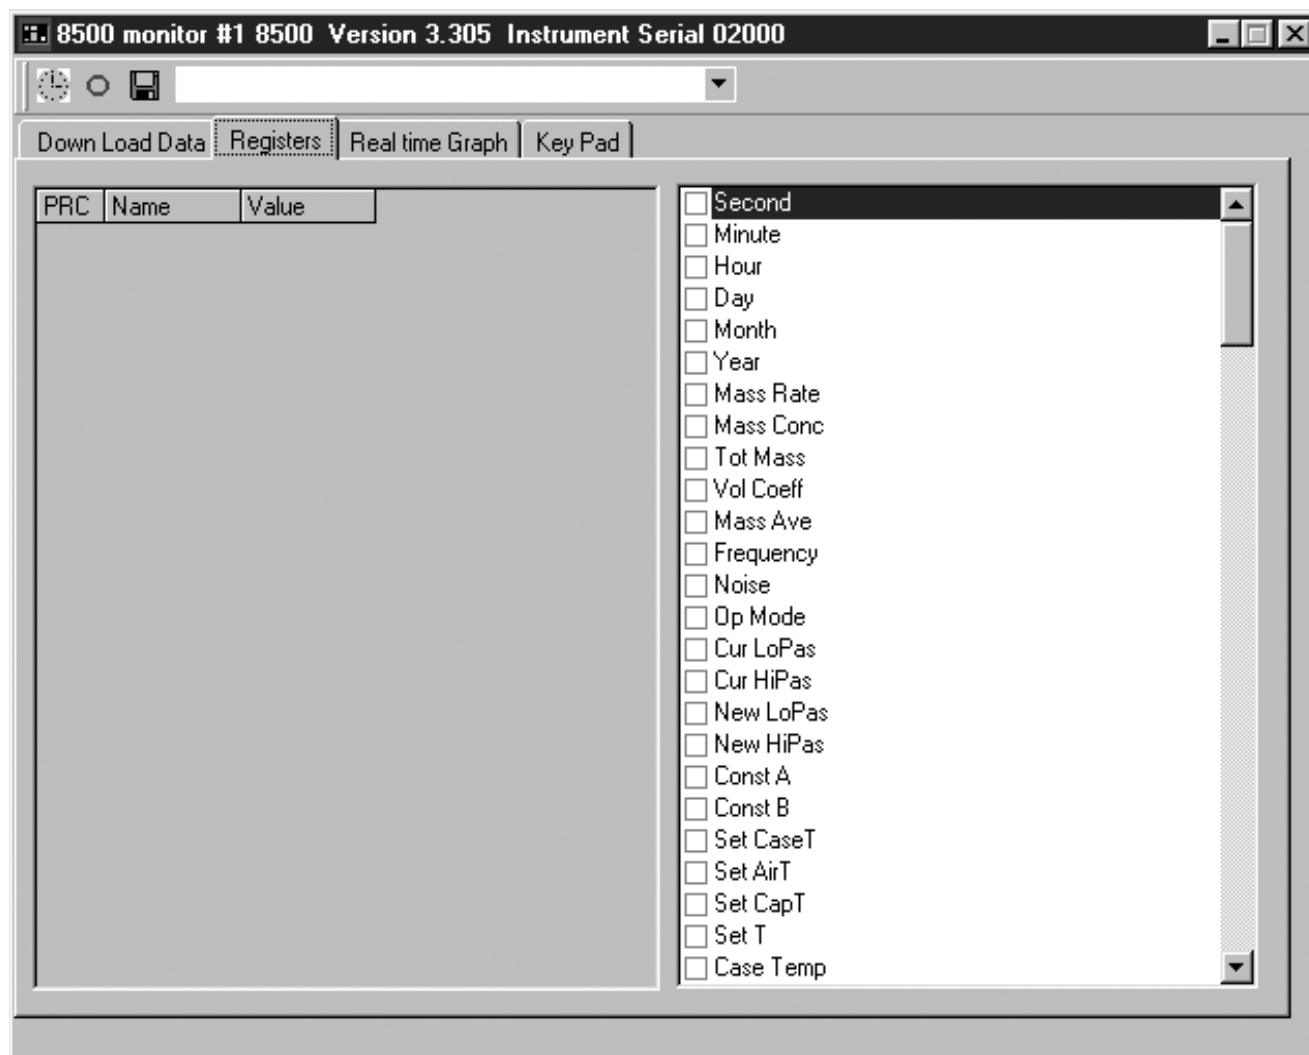 8500 monitor #1 8500 Version 3.305 Instrument Serial 02000
Down Load Data Registers Real time Graph Key Pad
PRC Name Value
Second
Minute
Hour
Day
Month
Year
Mass Rate
Mass Conc
Tot Mass
Vol Coeff
Mass Ave
Frequency
Noise
Op Mode
Cur LoPas
Cur HiPas
New LoPas
New HiPas
Const A
Const B
Set CaseT
Set AirT
Set CapT
Set T
Case Temp